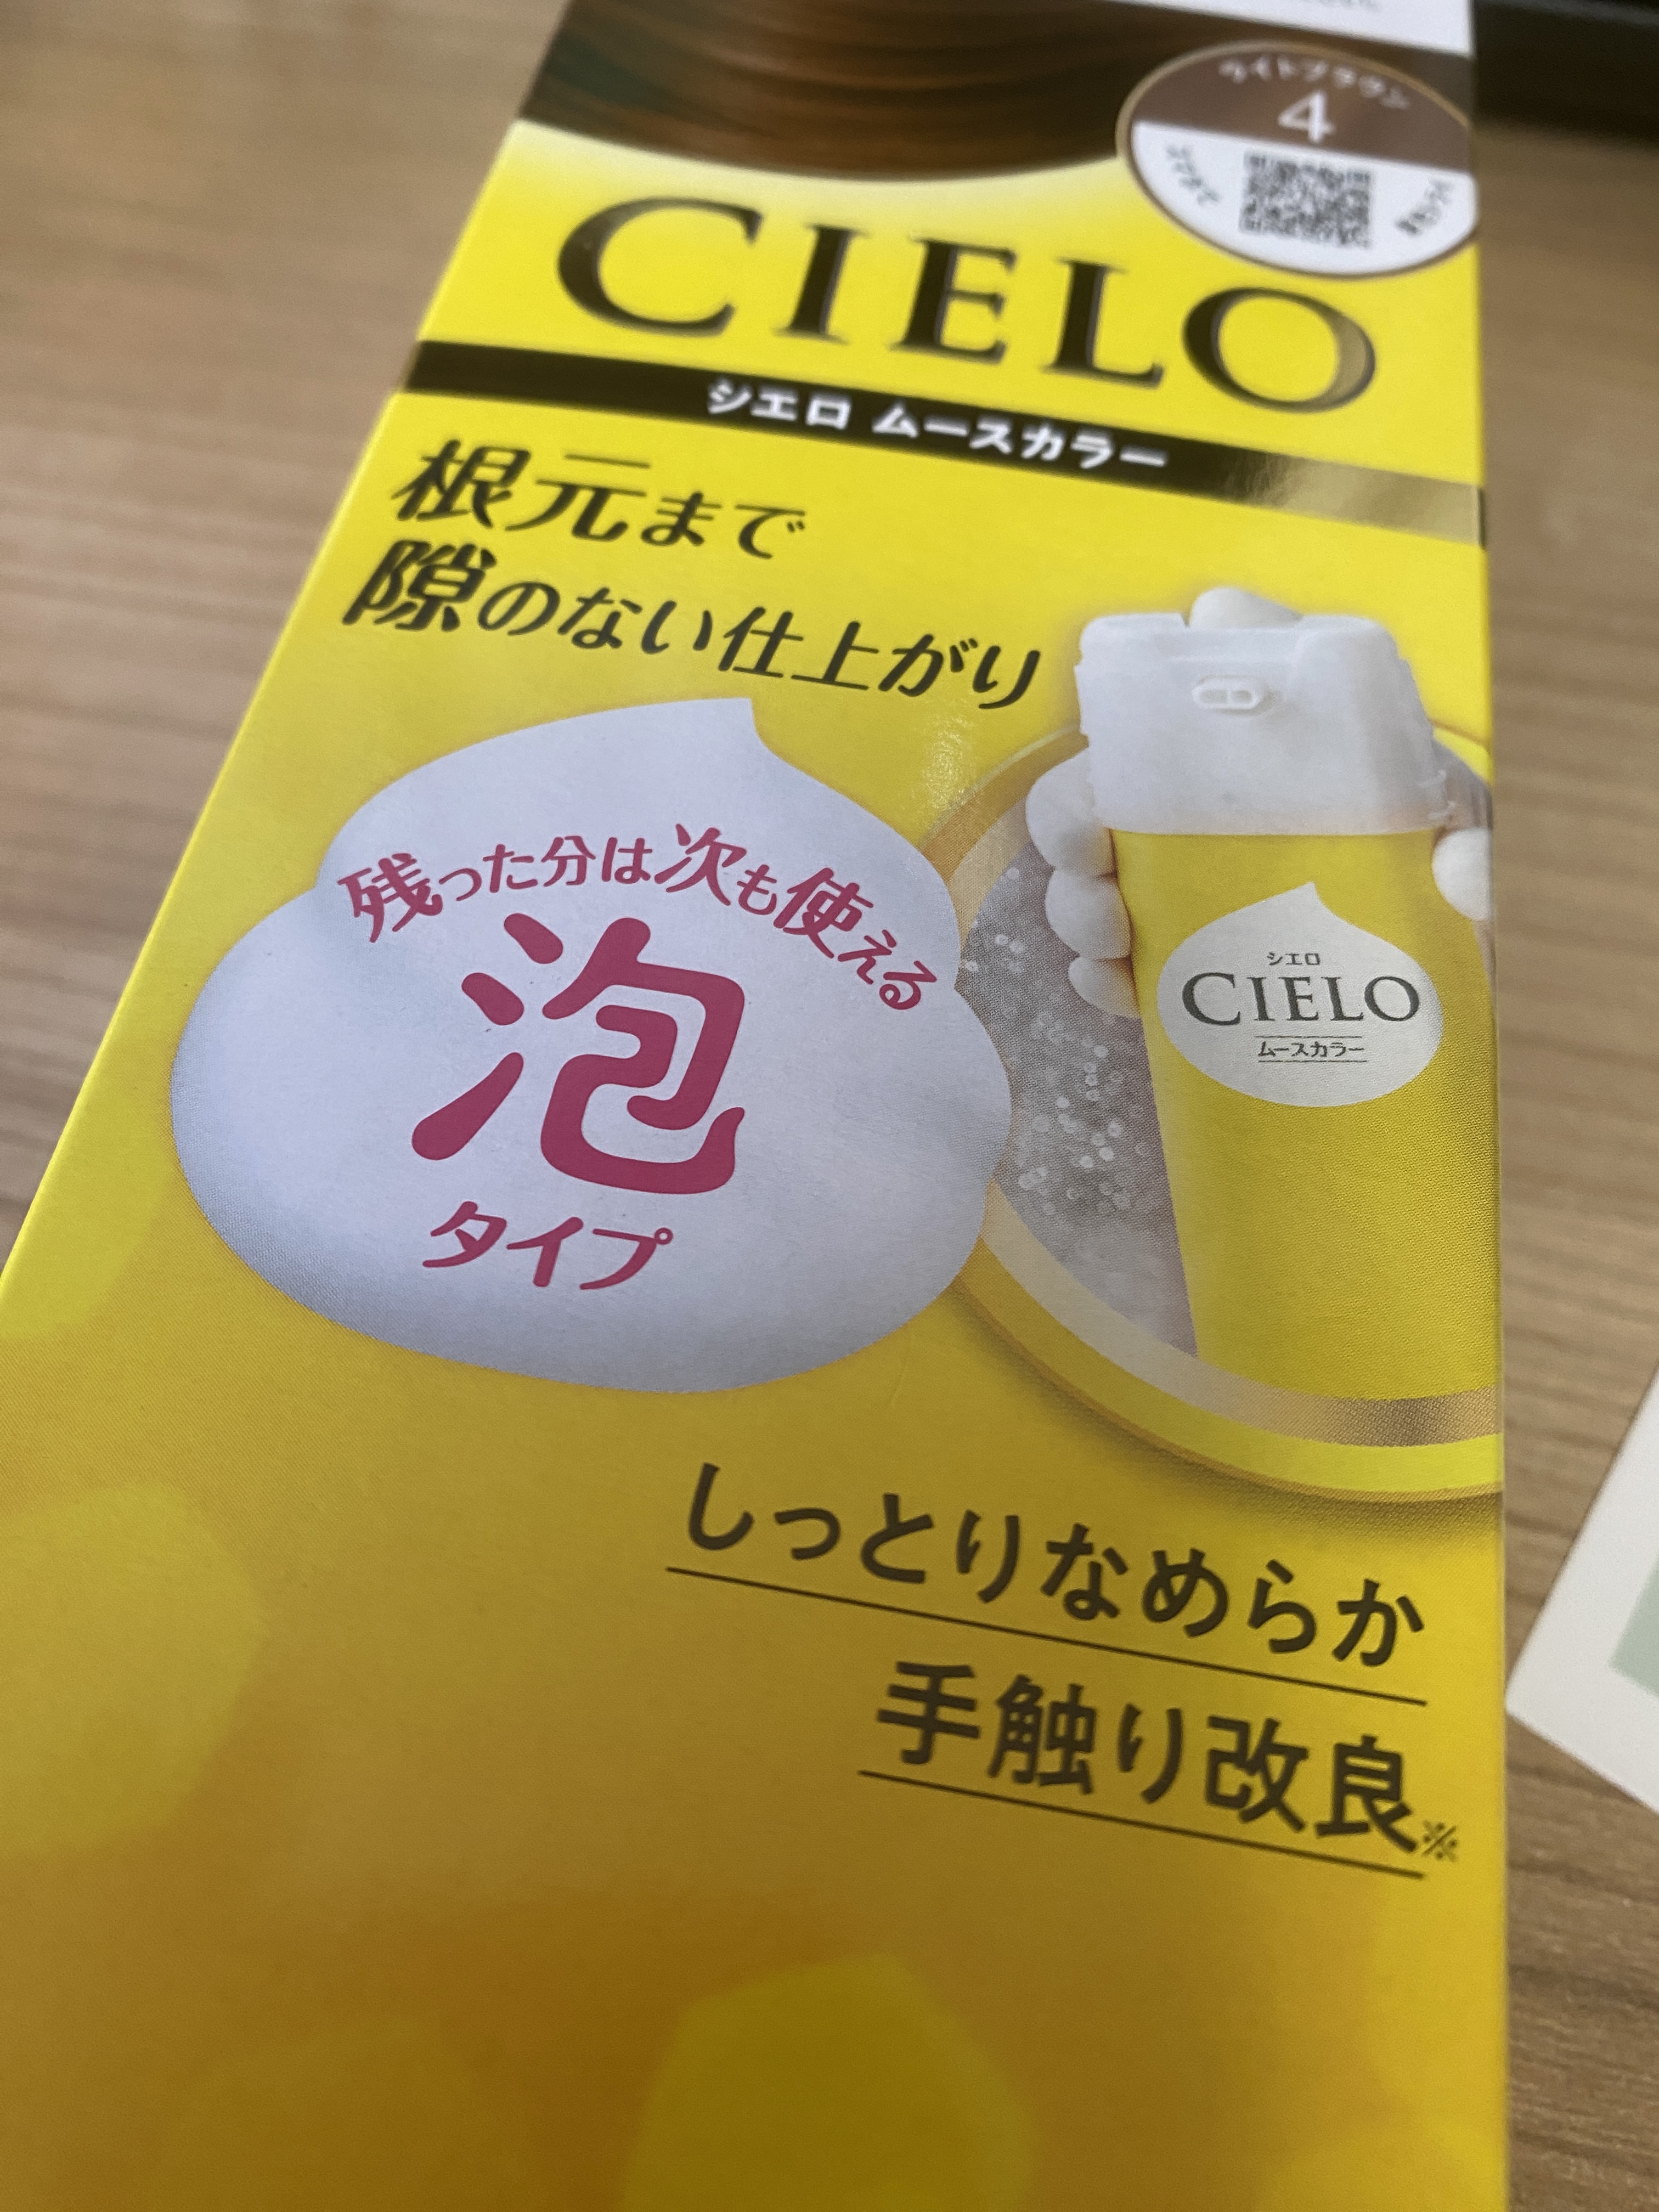 ライトブラウン
4
CIELO
シエロ ムースカラー
根元まで
隙のない仕上がり
残った分は次も使える
泡
タイプ
シエロ
CIELO
ムースカラー
しっとりなめらか
手触り改良※